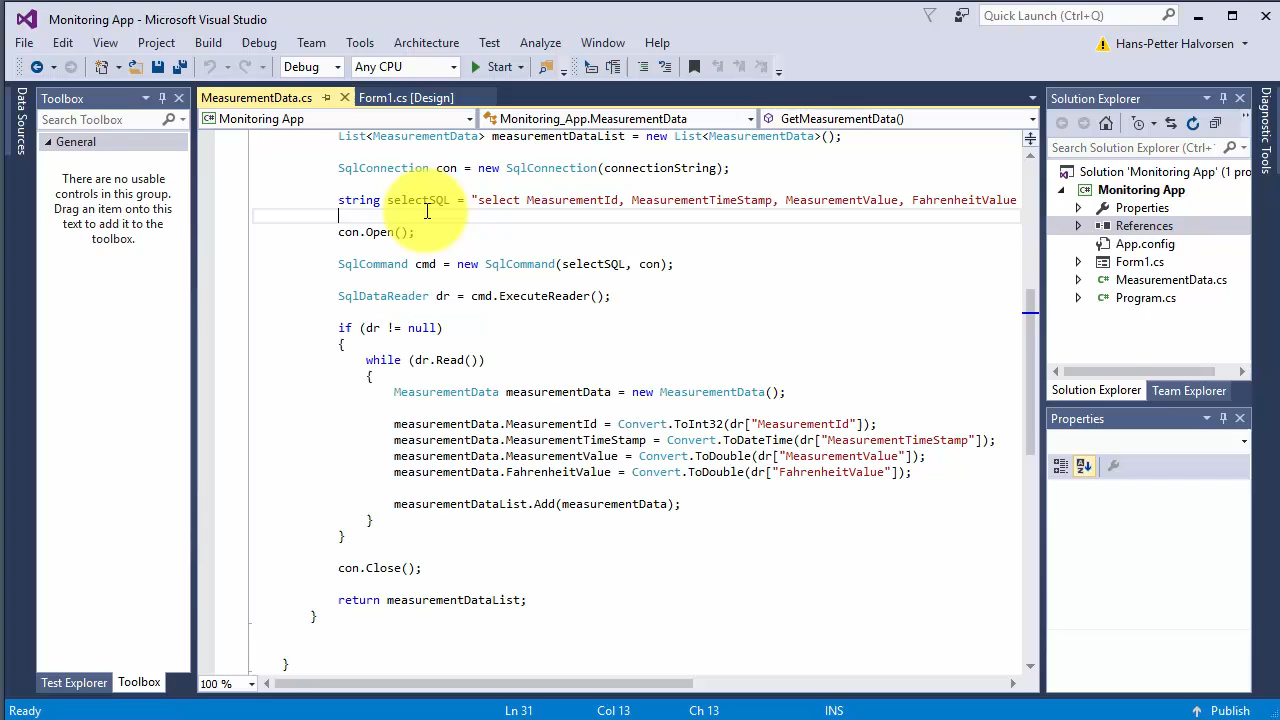 Monitoring App - Microsoft Visual Studio
Quick Launch (Ctrl+Q)
File Edit View Project Build Debug Team Tools Architecture Test Analyze Window Help
Hans-Petter Halvorsen
Debug Any CPU Start
Data Sources
Toolbox
Search Toolbox
General
There are no usable
controls in this group.
Drag an item onto this
text to add it to the
toolbox.
Test Explorer Toolbox
MeasurementData.cs Form1.cs [Design]
Monitoring App Monitoring_App.MeasurementData GetMeasurementData()
List<MeasurementData> measurementDataList = new List<MeasurementData>();
SqlConnection con = new SqlConnection(connectionString);
string selectSQL = "select MeasurementId, MeasurementTimeStamp, MeasurementValue, FahrenheitValue
con.Open();
SqlCommand cmd = new SqlCommand(selectSQL, con);
SqlDataReader dr = cmd.ExecuteReader();
if (dr != null)
{
while (dr.Read())
{
MeasurementData measurementData = new MeasurementData();
measurementData.MeasurementId = Convert.ToInt32(dr["MeasurementId"]);
measurementData.MeasurementTimeStamp = Convert.ToDateTime(dr["MeasurementTimeStamp"]);
measurementData.MeasurementValue = Convert.ToDouble(dr["MeasurementValue"]);
measurementData.FahrenheitValue = Convert.ToDouble(dr["FahrenheitValue"]);
measurementDataList.Add(measurementData);
}
}
con.Close();
return measurementDataList;
}
}
100 %
Solution Explorer
Search Solution Explorer
Solution 'Monitoring App' (1 pro
Monitoring App
Properties
References
App.config
Form1.cs
MeasurementData.cs
Program.cs
Solution Explorer Team Explorer
Properties
Diagnostic Tools
Ready Ln 31 Col 13 Ch 13 INS Publish